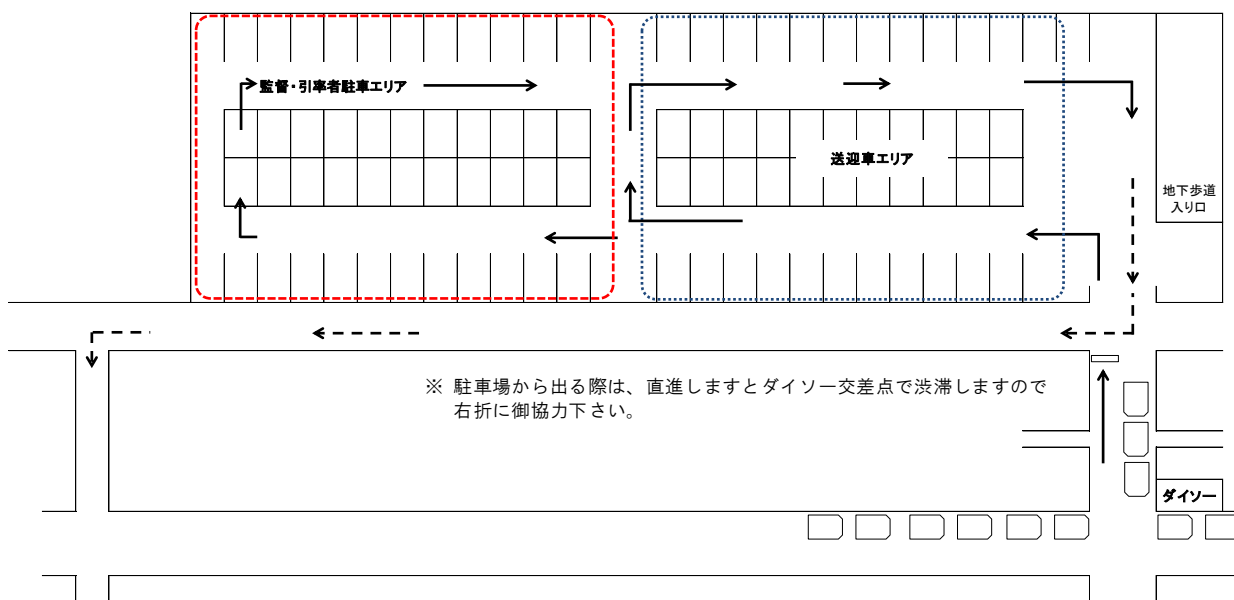 監督・引率者駐車エリア
送迎車エリア
地下歩道
入り口
※ 駐車場から出る際は、直進しますとダイソー交差点で渋滞しますので
右折に御協力下さい。
ダイソー